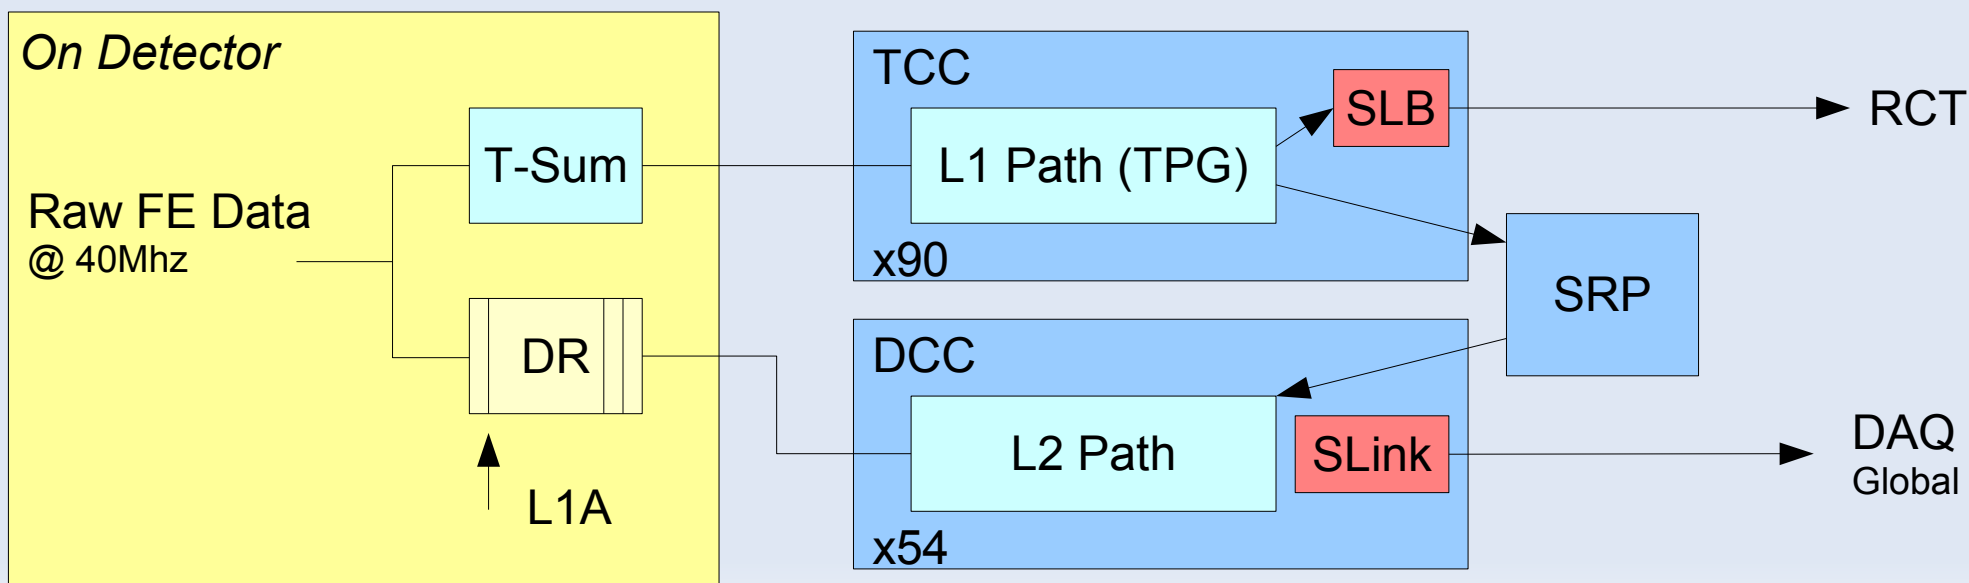 On Detector
Raw FE Data
@ 40Mhz
T-Sum
DR
L1A
TCC
L1 Path (TPG)
SLB
x90
RCT
SRP
DCC
L2 Path
SLink
x54
DAQ
Global